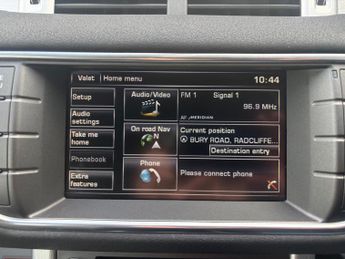 Valet
Home menu
10:44
Setup
Audio settings
Take me home
Phonebook
Extra features
Audio/Video
On road Nav
N
Phone
FM 1
Signal 1
96.9 MHz
MERIDIAN
Current position
BURY ROAD, RADCLIFFE...
Destination entry
Please connect phone